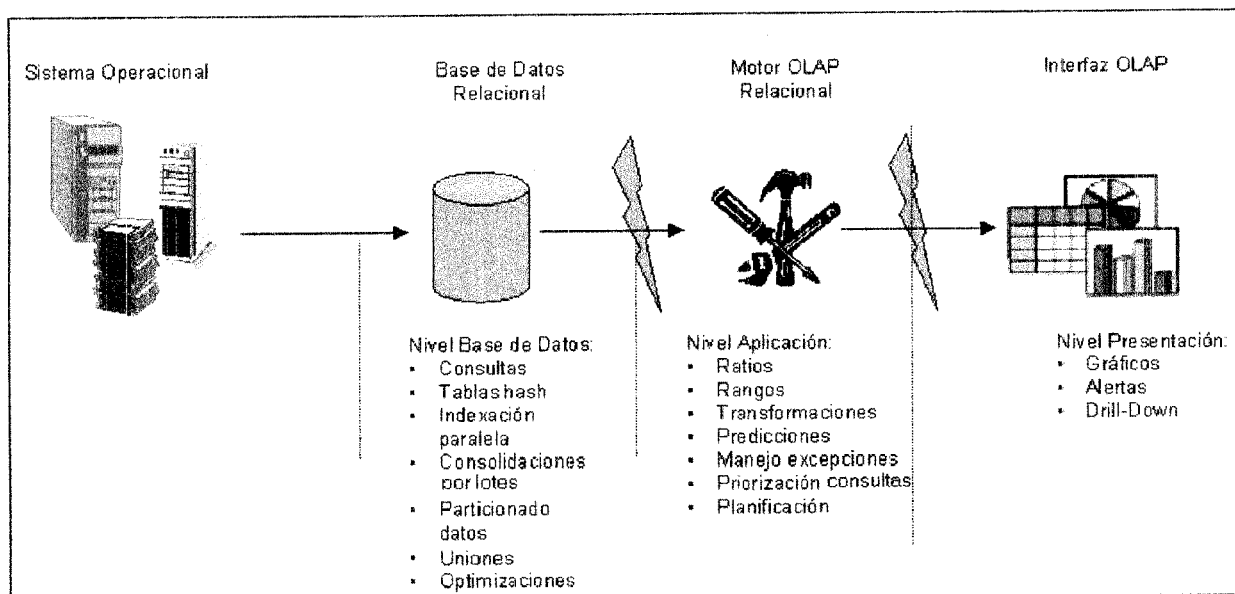 Sistema Operacional
Base de Datos
Relacional
Motor OLAP
Relacional
Interfaz OLAP
Nivel Base de Datos:
▪ Consultas
▪ Tablas hash
▪ Indexación
paralela
▪ Consolidaciones
por lotes
▪ Particionado
datos
▪ Uniones
▪ Optimizaciones
Nivel Aplicación:
▪ Ratios
▪ Rangos
▪ Transformaciones
▪ Predicciones
▪ Manejo excepciones
▪ Priorización consultas
▪ Planificación
Nivel Presentación:
▪ Gráficos
▪ Alertas
▪ Drill-Down